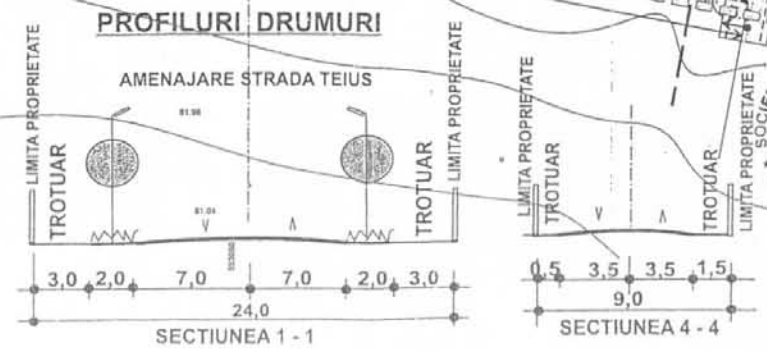 PROFILURI DRUMURI
AMENAJARE STRADA TEIUS
LIMITA PROPRIETATE
TROTUAR
81.98
81.04
TROTUAR
LIMITA PROPRIETATE
3,0 2,0 7,0 7,0 2,0 3,0
24,0
SECTIUNEA 1 - 1
LIMITA PROPRIETATE
TROTUAR
TROTUAR
LIMITA PROPRIETATE
0,5 3,5 3,5 1,5
9,0
SECTIUNEA 4 - 4